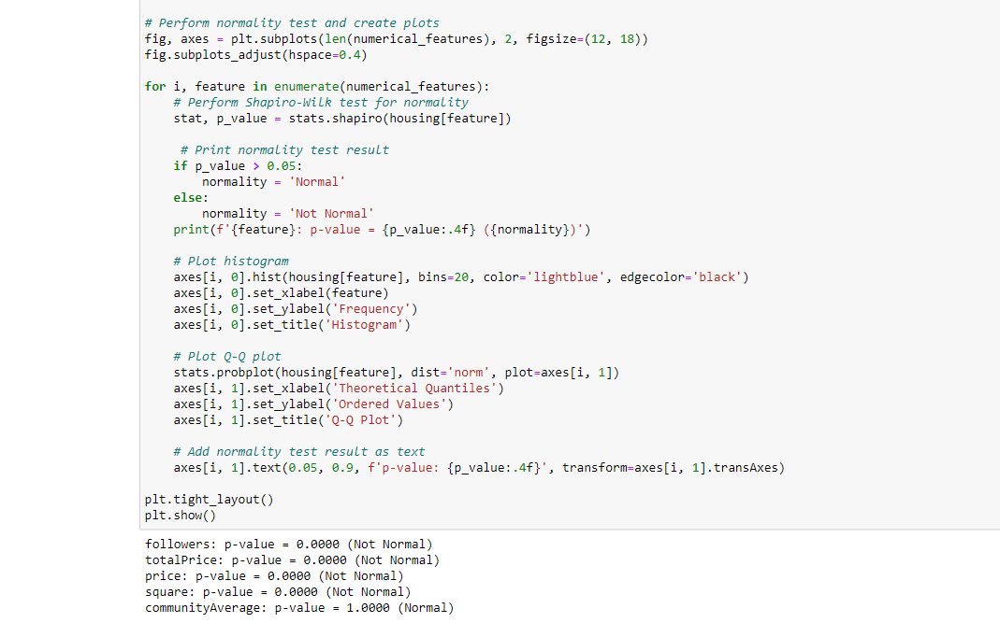 # Perform normality test and create plots
fig, axes = plt.subplots(len(numerical_features), 2, figsize=(12, 18))
fig.subplots_adjust(hspace=0.4)
for i, feature in enumerate(numerical_features):
# Perform Shapiro-Wilk test for normality
stat, p_value = stats.shapiro(housing[feature])
# Print normality test result
if p_value > 0.05:
normality = 'Normal'
else:
normality = 'Not Normal'
print(f'{feature}: p-value = {p_value:.4f} ({normality})')
# Plot histogram
axes[i, 0].hist(housing[feature], bins=20, color='lightblue', edgecolor='black')
axes[i, 0].set_xlabel(feature)
axes[i, 0].set_ylabel('Frequency')
axes[i, 0].set_title('Histogram')
# Plot Q-Q plot
stats.probplot(housing[feature], dist='norm', plot=axes[i, 1])
axes[i, 1].set_xlabel('Theoretical Quantiles')
axes[i, 1].set_ylabel('Ordered Values')
axes[i, 1].set_title('Q-Q Plot')
# Add normality test result as text
axes[i, 1].text(0.05, 0.9, f'p-value: {p_value:.4f}', transform=axes[i, 1].transAxes)
plt.tight_layout()
plt.show()
followers: p-value = 0.0000 (Not Normal)
totalPrice: p-value = 0.0000 (Not Normal)
price: p-value = 0.0000 (Not Normal)
square: p-value = 0.0000 (Not Normal)
communityAverage: p-value = 1.0000 (Normal)